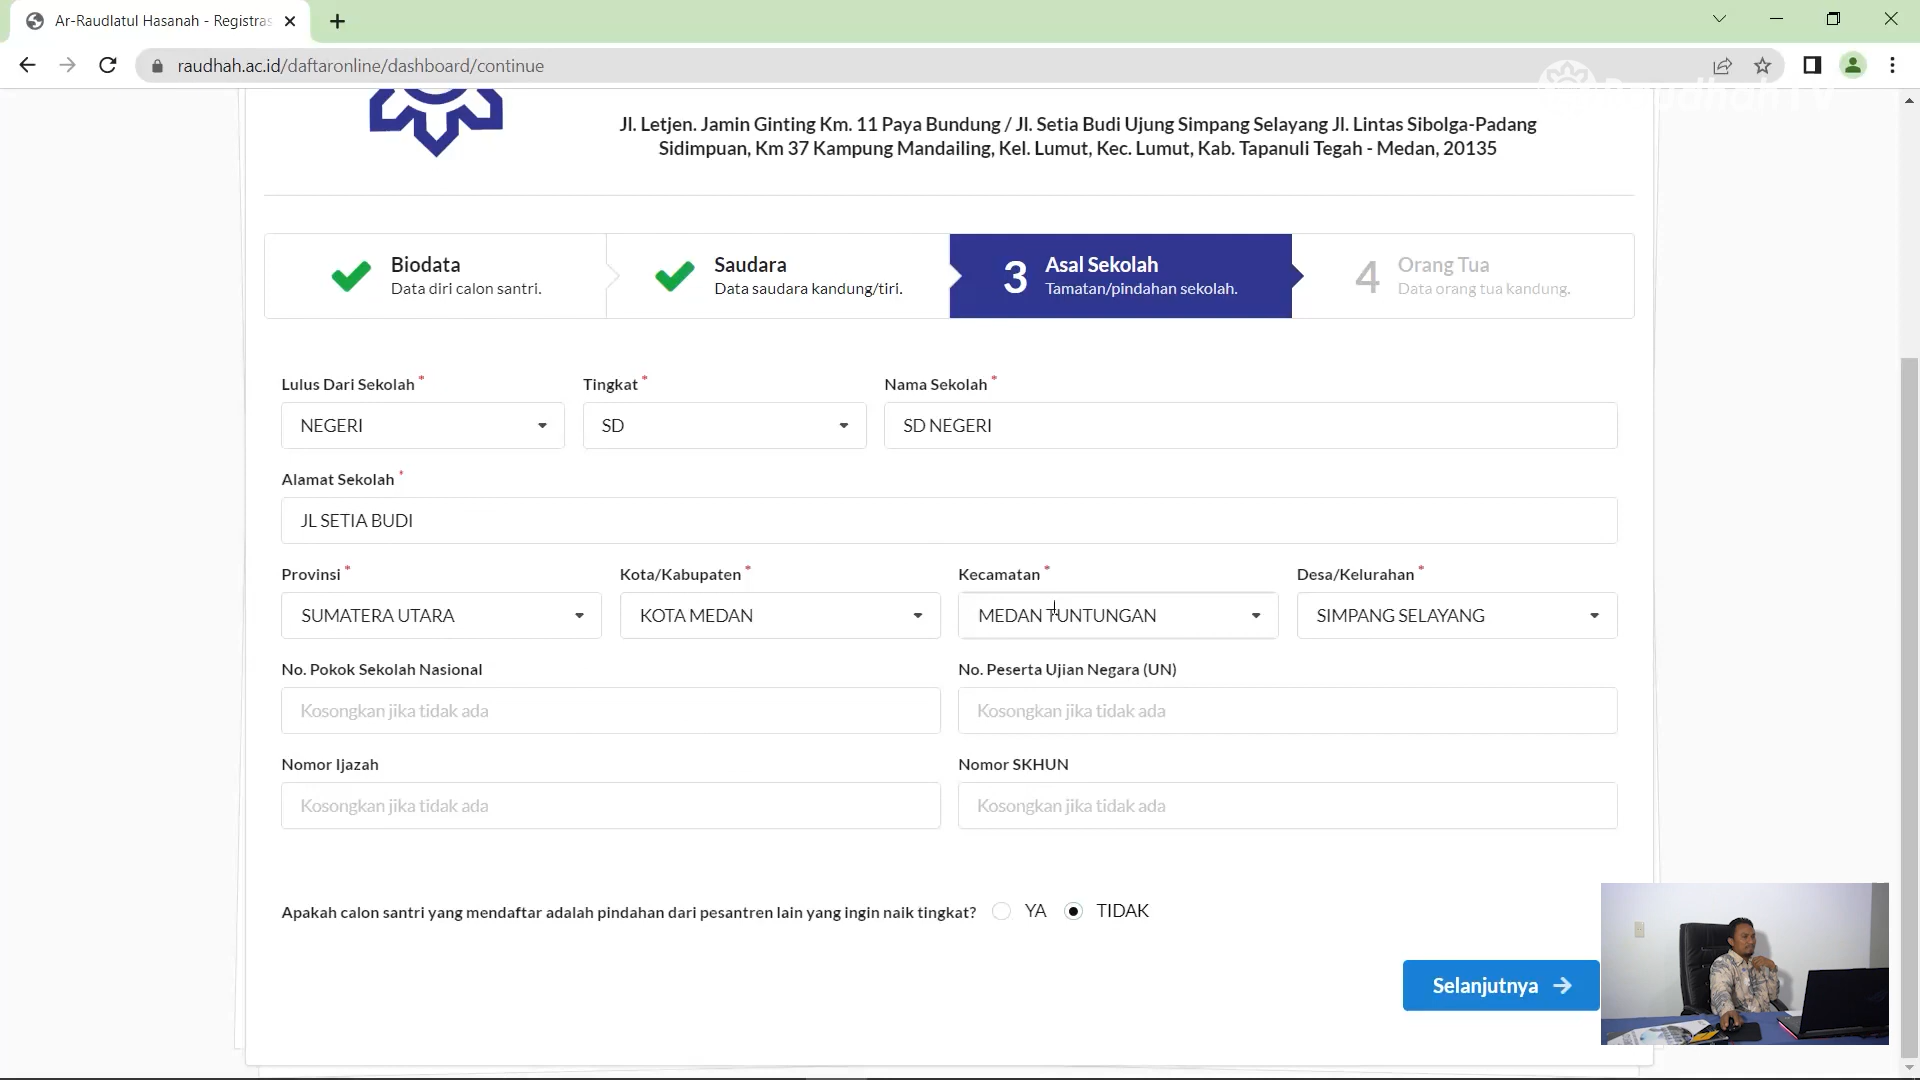 Ar-Raudlatul Hasanah - Registras
raudhah.ac.id/daftaronline/dashboard/continue
Raudhah TV
Jl. Letjen. Jamin Ginting Km. 11 Paya Bundung / Jl. Setia Budi Ujung Simpang Selayang Jl. Lintas Sibolga-Padang
Sidimpuan, Km 37 Kampung Mandailing, Kel. Lumut, Kec. Lumut, Kab. Tapanuli Tegah - Medan, 20135
Biodata
Data diri calon santri.
Saudara
Data saudara kandung/tiri.
3 Asal Sekolah
Tamatan/pindahan sekolah.
4 Orang Tua
Data orang tua kandung.
Lulus Dari Sekolah * Tingkat * Nama Sekolah *
NEGERI SD SD NEGERI
Alamat Sekolah *
JL SETIA BUDI
Provinsi * Kota/Kabupaten * Kecamatan * Desa/Kelurahan *
SUMATERA UTARA KOTA MEDAN MEDAN TUNTUNGAN SIMPANG SELAYANG
No. Pokok Sekolah Nasional No. Peserta Ujian Negara (UN)
Kosongkan jika tidak ada Kosongkan jika tidak ada
Nomor Ijazah Nomor SKHUN
Kosongkan jika tidak ada Kosongkan jika tidak ada
Apakah calon santri yang mendaftar adalah pindahan dari pesantren lain yang ingin naik tingkat? YA TIDAK
Selanjutnya